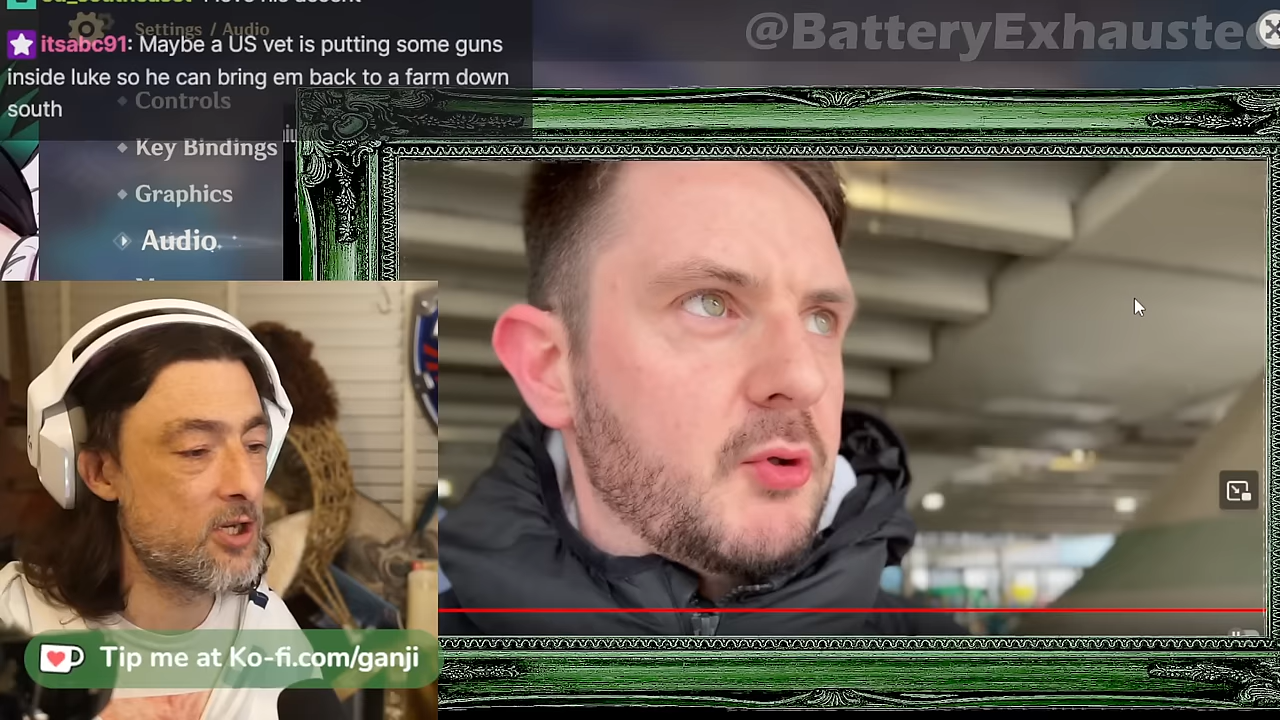 Settings / Audio
@BatteryExhausted
itsabc91: Maybe a US vet is putting some guns
inside luke so he can bring em back to a farm down
south
Controls
Key Bindings
Graphics
Audio
Tip me at Ko-fi.com/ganji